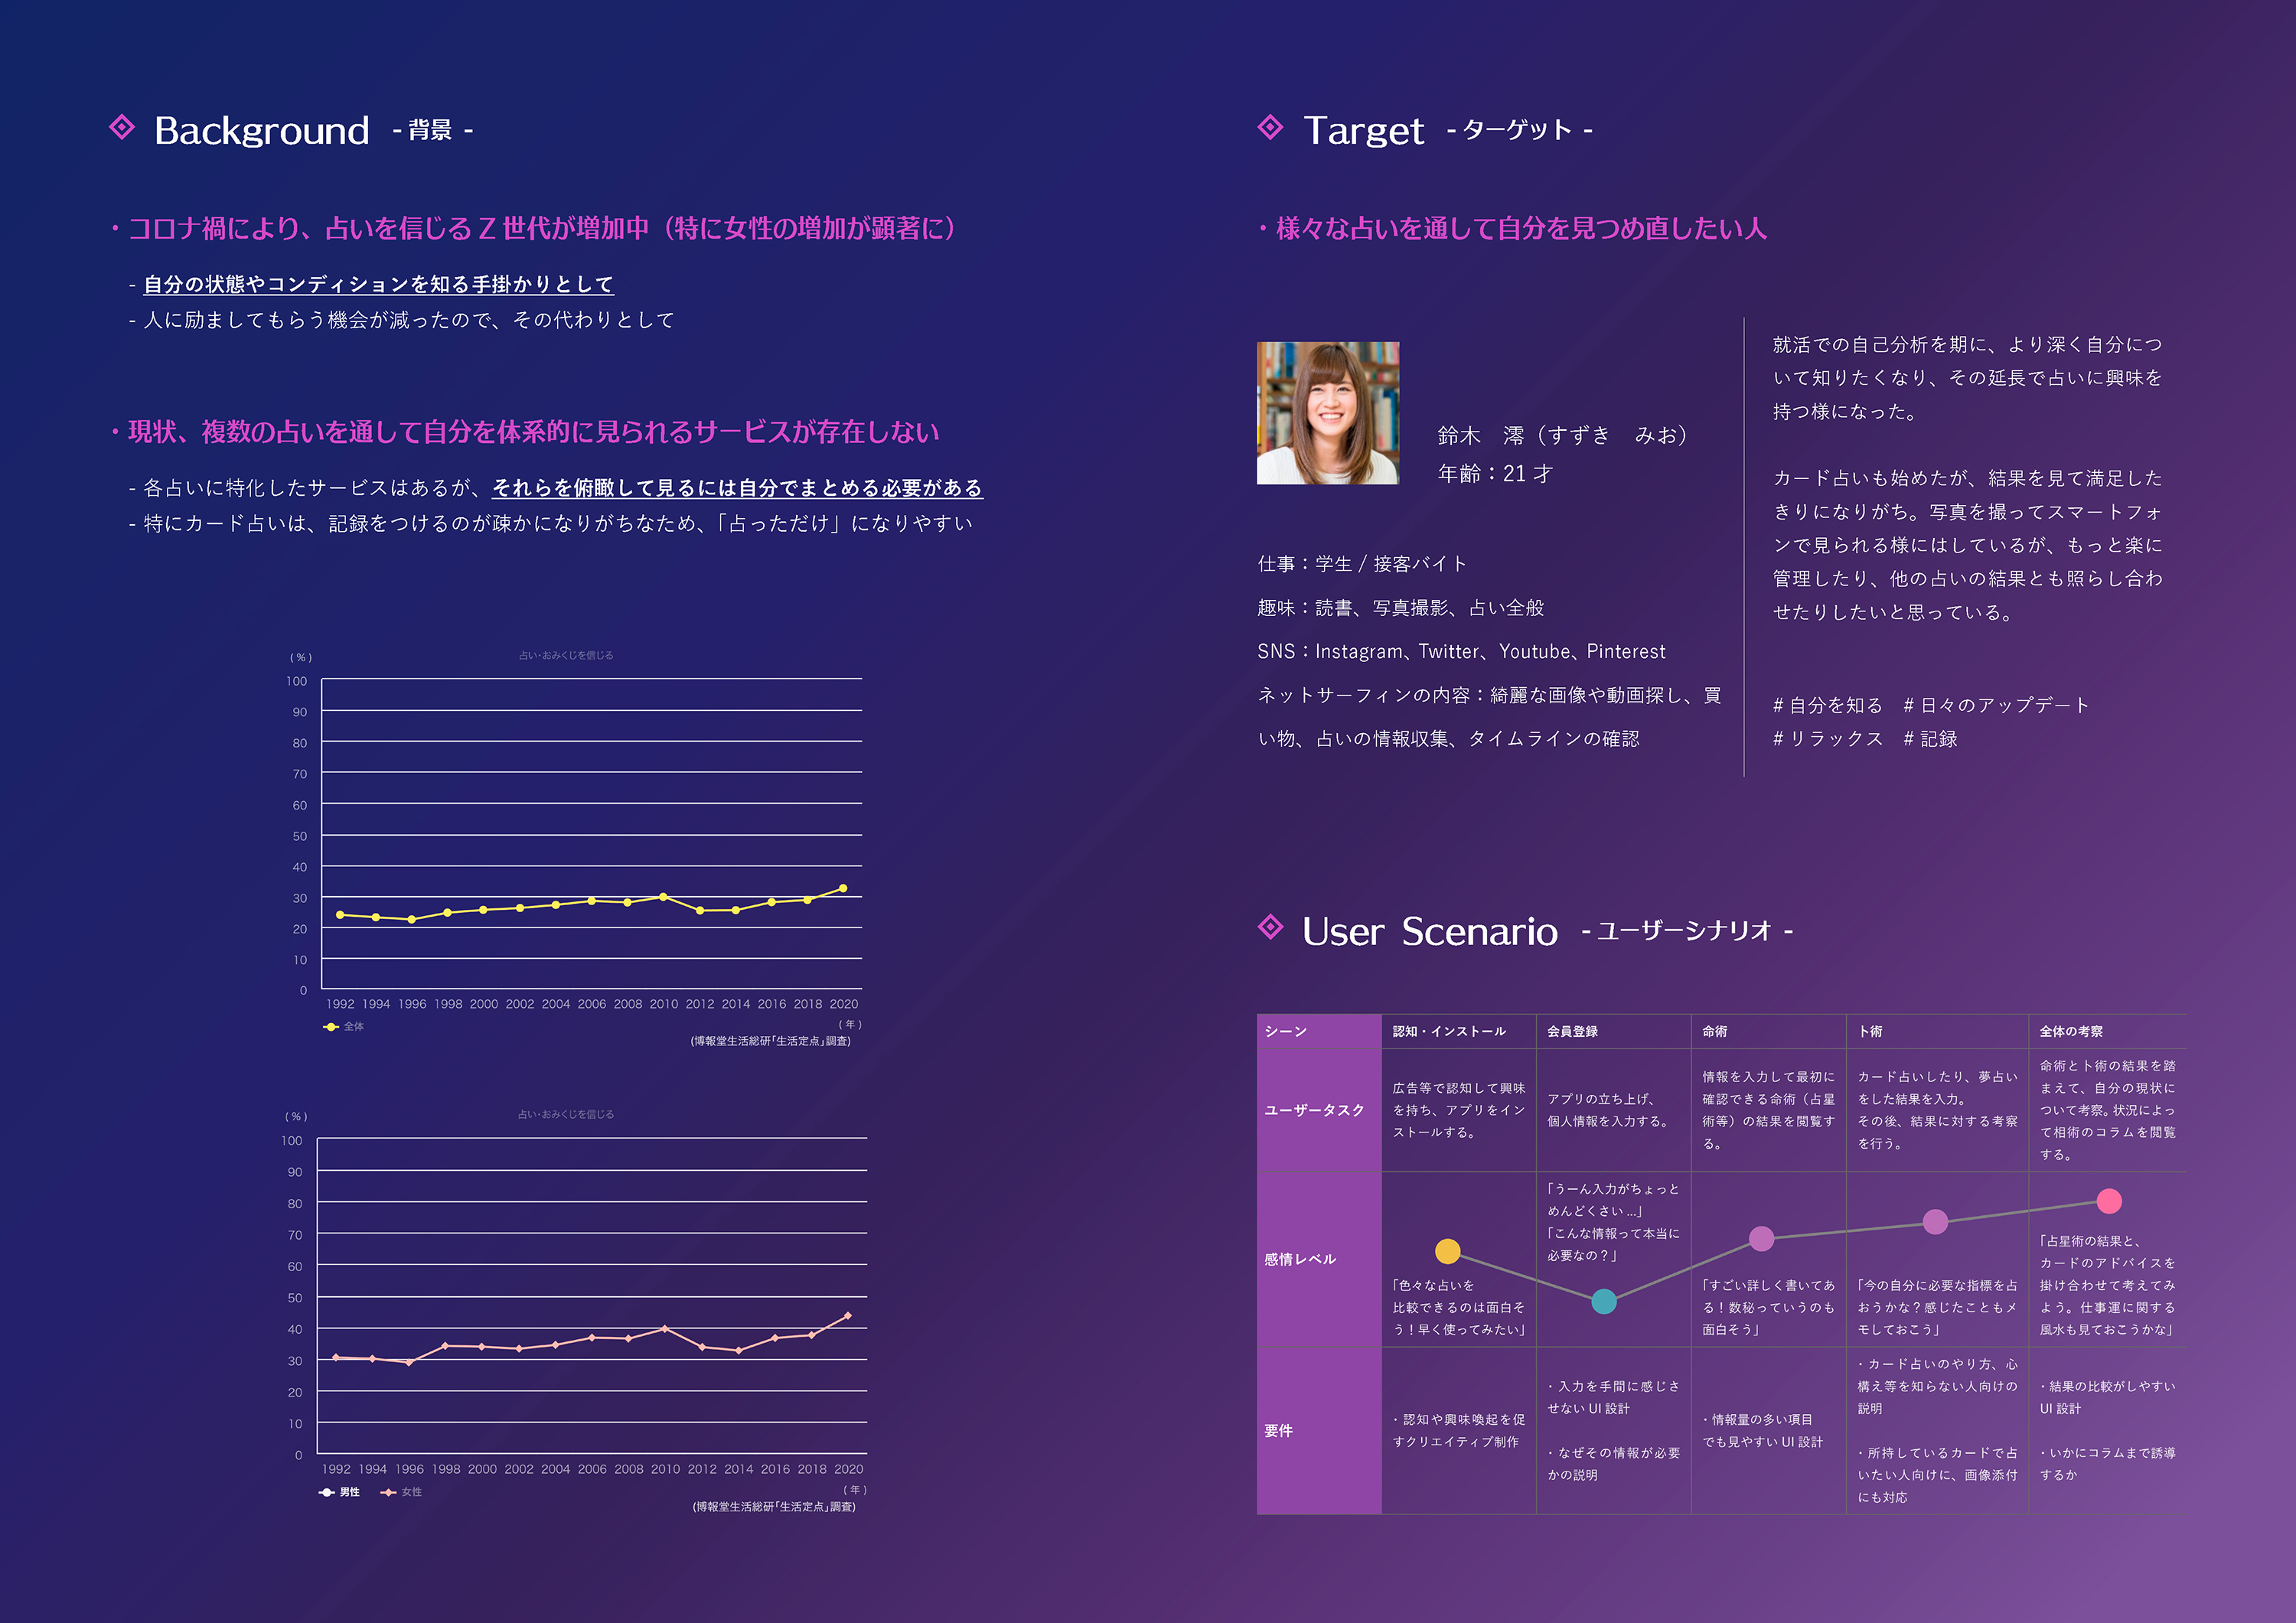 Background - 背景 -
・コロナ禍により、占いを信じる Z 世代が増加中（特に女性の増加が顕著に）
- 自分の状態やコンディションを知る手掛かりとして
- 人に励ましてもらう機会が減ったので、その代わりとして
・現状、複数の占いを通して自分を体系的に見られるサービスが存在しない
- 各占いに特化したサービスはあるが、それらを俯瞰して見るには自分でまとめる必要がある
- 特にカード占いは、記録をつけるのが疎かになりがちなため、「占っただけ」になりやすい
( % )
占い・おみくじを信じる
100
90
80
70
60
50
40
30
20
10
0
1992 1994 1996 1998 2000 2002 2004 2006 2008 2010 2012 2014 2016 2018 2020
全体
( 年 )
(博報堂生活総研「生活定点」調査)
( % )
占い・おみくじを信じる
100
90
80
70
60
50
40
30
20
10
0
1992 1994 1996 1998 2000 2002 2004 2006 2008 2010 2012 2014 2016 2018 2020
男性 女性
( 年 )
(博報堂生活総研「生活定点」調査)
Target - ターゲット -
・様々な占いを通して自分を見つめ直したい人
鈴木　澪（すずき　みお）
年齢：21 才
仕事：学生 / 接客バイト
趣味：読書、写真撮影、占い全般
SNS：Instagram、Twitter、Youtube、Pinterest
ネットサーフィンの内容：綺麗な画像や動画探し、買
い物、占いの情報収集、タイムラインの確認
就活での自己分析を期に、より深く自分につ
いて知りたくなり、その延長で占いに興味を
持つ様になった。
カード占いも始めたが、結果を見て満足した
きりになりがち。写真を撮ってスマートフォ
ンで見られる様にはしているが、もっと楽に
管理したり、他の占いの結果とも照らし合わ
せたりしたいと思っている。
# 自分を知る　# 日々のアップデート
# リラックス　# 記録
User Scenario - ユーザーシナリオ -
シーン
認知・インストール
会員登録
命術
卜術
全体の考察
ユーザータスク
広告等で認知して興味
を持ち、アプリをイン
ストールする。
アプリの立ち上げ、
個人情報を入力する。
情報を入力して最初に
確認できる命術（占星
術等）の結果を閲覧す
る。
カード占いしたり、夢占い
をした結果を入力。
その後、結果に対する考察
を行う。
命術と卜術の結果を踏
まえて、自分の現状に
ついて考察。状況によっ
て相術のコラムを閲覧
する。
感情レベル
「色々な占いを
比較できるのは面白そ
う！早く使ってみたい」
「うーん入力がちょっと
めんどくさい ...」
「こんな情報って本当に
必要なの？」
「すごい詳しく書いてあ
る！数秘っていうのも
面白そう」
「今の自分に必要な指標を占
おうかな？感じたこともメ
モしておこう」
「占星術の結果と、
カードのアドバイスを
掛け合わせて考えてみ
よう。仕事運に関する
風水も見ておこうかな」
要件
・認知や興味喚起を促
すクリエイティブ制作
・入力を手間に感じさ
せない UI 設計
・なぜその情報が必要
かの説明
・情報量の多い項目
でも見やすい UI 設計
・カード占いのやり方、心
構え等を知らない人向けの
説明
・所持しているカードで占
いたい人向けに、画像添付
にも対応
・結果の比較がしやすい
UI 設計
・いかにコラムまで誘導
するか